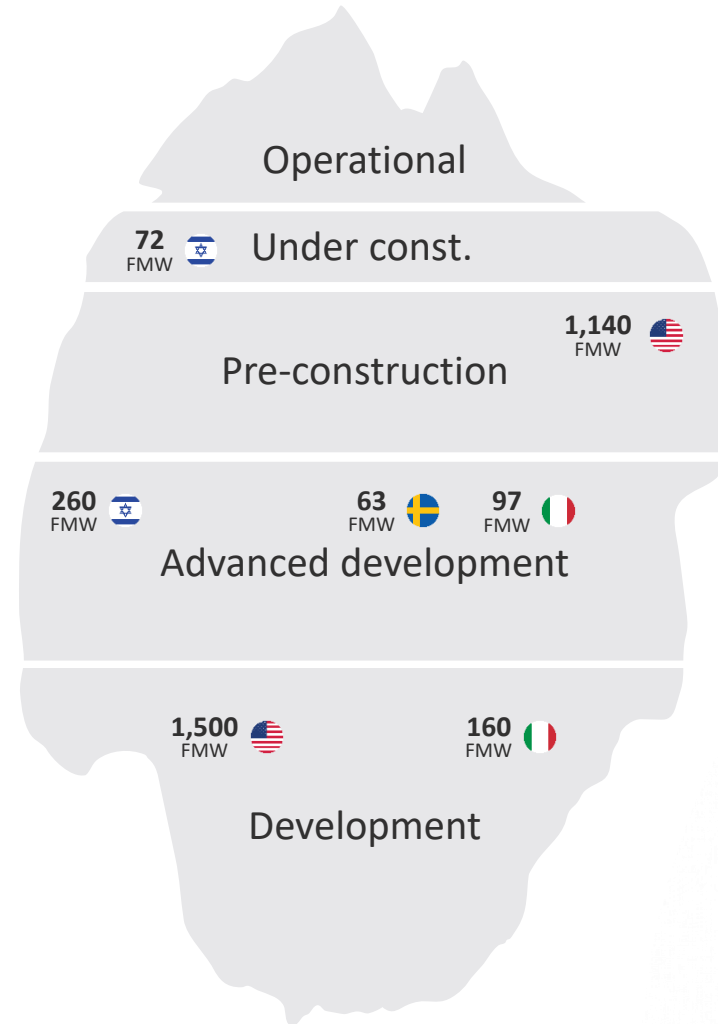 Operational
72
FMW
Under const.
1,140
FMW
Pre-construction
260
FMW
63
FMW
97
FMW
Advanced development
1,500
FMW
160
FMW
Development